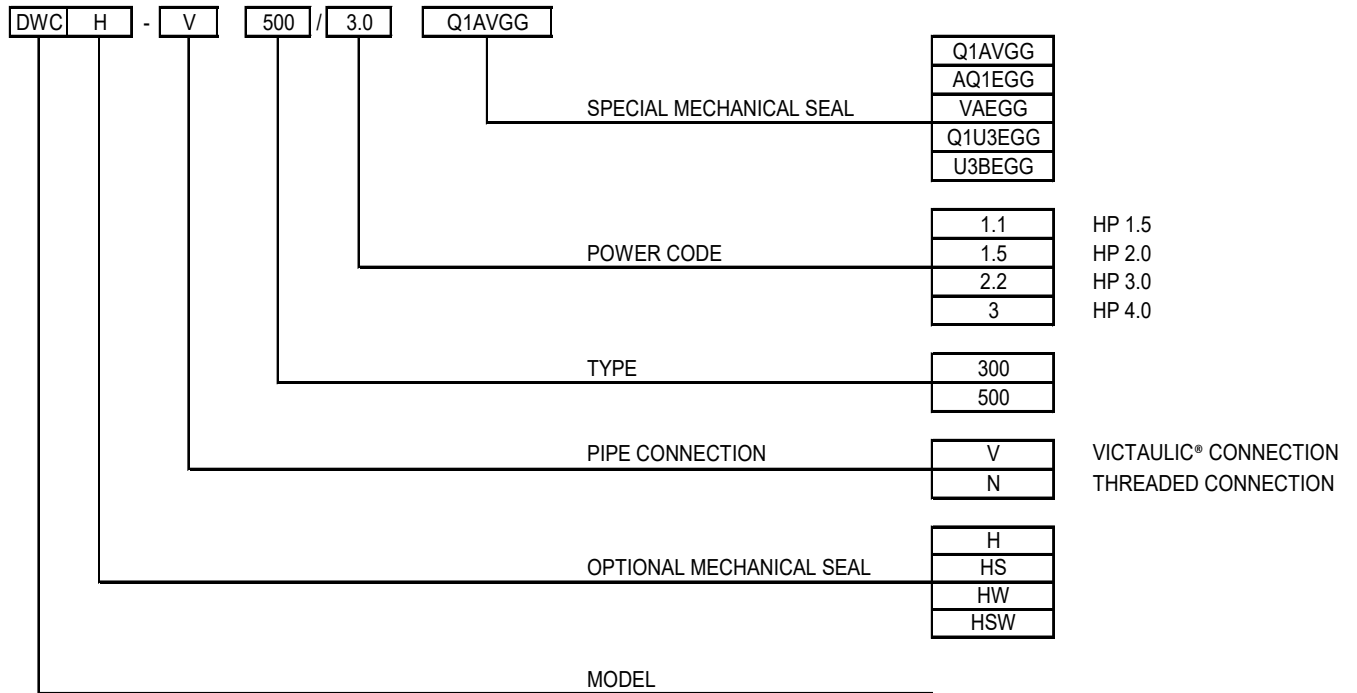 DWC H - V 500 / 3.0 Q1AVGG
Q1AVGG
AQ1EGG
SPECIAL MECHANICAL SEAL VAEGG
Q1U3EGG
U3BEGG
1.1 HP 1.5
POWER CODE 1.5 HP 2.0
2.2 HP 3.0
3 HP 4.0
TYPE 300
500
PIPE CONNECTION V VICTAULIC® CONNECTION
N THREADED CONNECTION
H
OPTIONAL MECHANICAL SEAL HS
HW
HSW
MODEL